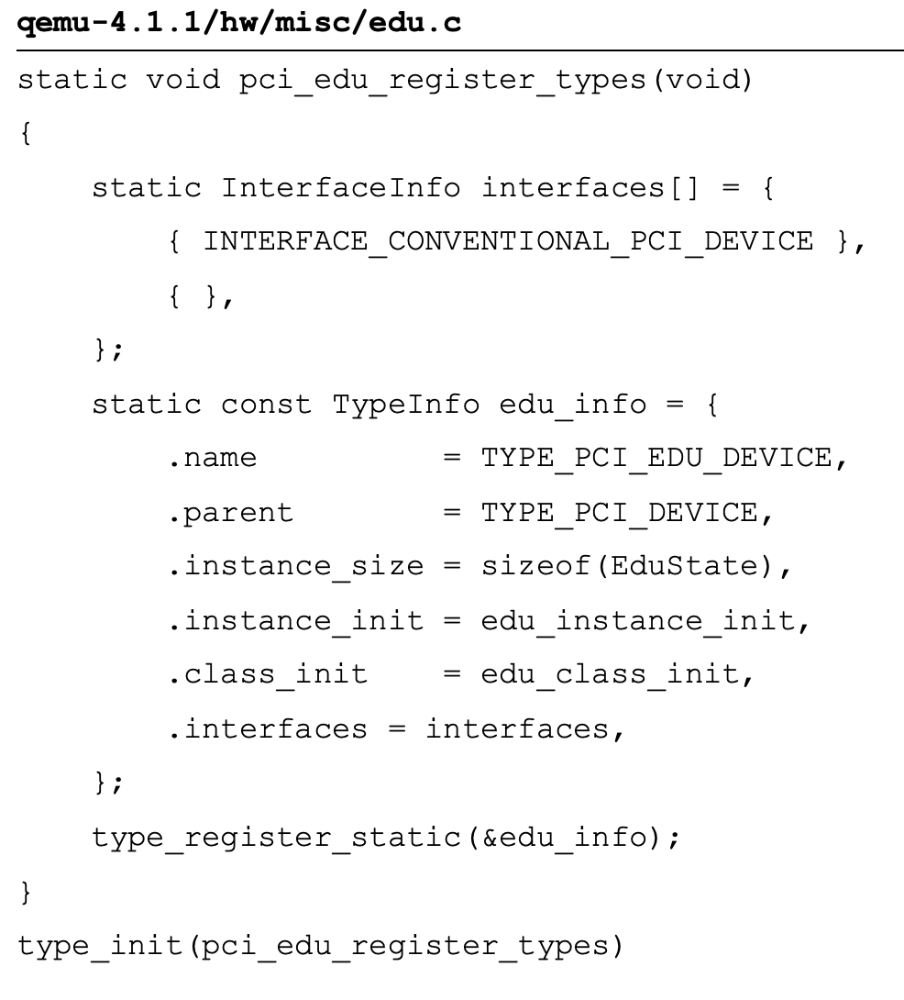 qemu-4.1.1/hw/misc/edu.c
static void pci_edu_register_types(void)
{
    static InterfaceInfo interfaces[] = {
        { INTERFACE_CONVENTIONAL_PCI_DEVICE },
        { },
    };
    static const TypeInfo edu_info = {
        .name          = TYPE_PCI_EDU_DEVICE,
        .parent        = TYPE_PCI_DEVICE,
        .instance_size = sizeof(EduState),
        .instance_init = edu_instance_init,
        .class_init    = edu_class_init,
        .interfaces = interfaces,
    };
    type_register_static(&edu_info);
}
type_init(pci_edu_register_types)